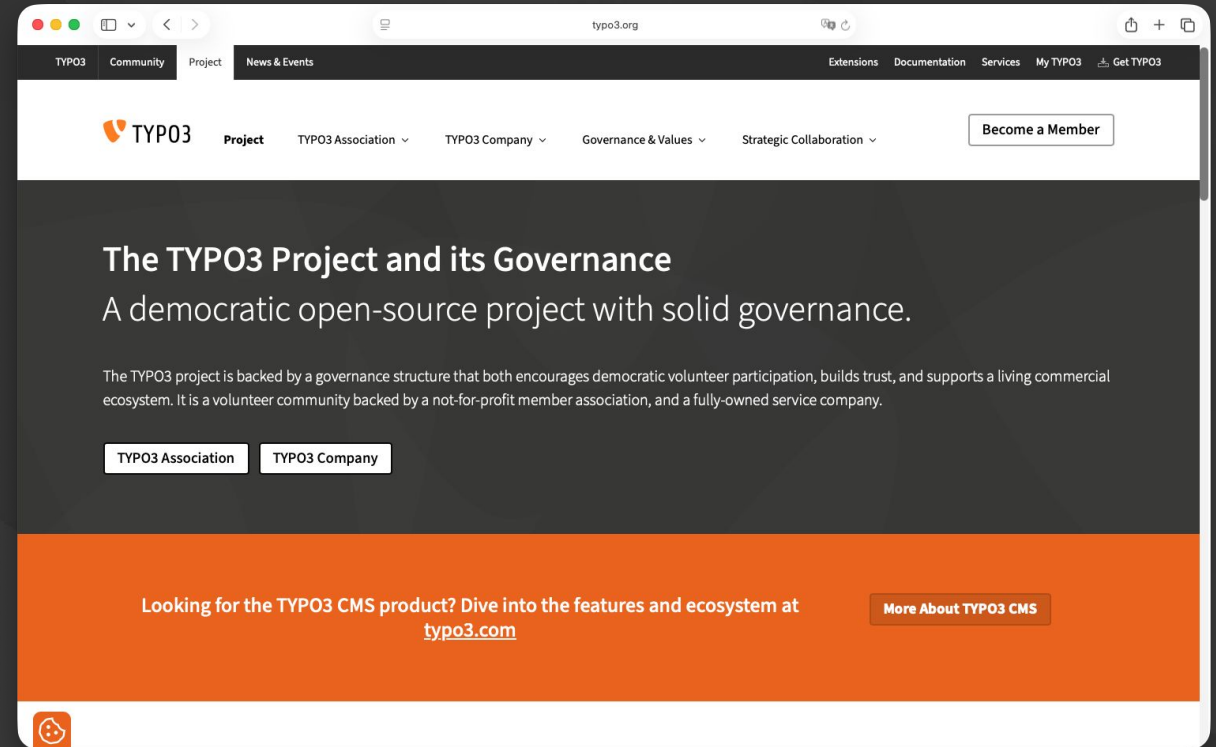 typo3.org
TYPO3 Community Project News & Events Extensions Documentation Services My TYPO3 Get TYPO3
TYPO3 Project TYPO3 Association TYPO3 Company Governance & Values Strategic Collaboration Become a Member
The TYPO3 Project and its Governance
A democratic open-source project with solid governance.
The TYPO3 project is backed by a governance structure that both encourages democratic volunteer participation, builds trust, and supports a living commercial
ecosystem. It is a volunteer community backed by a not-for-profit member association, and a fully-owned service company.
TYPO3 Association TYPO3 Company
Looking for the TYPO3 CMS product? Dive into the features and ecosystem at
typo3.com
More About TYPO3 CMS